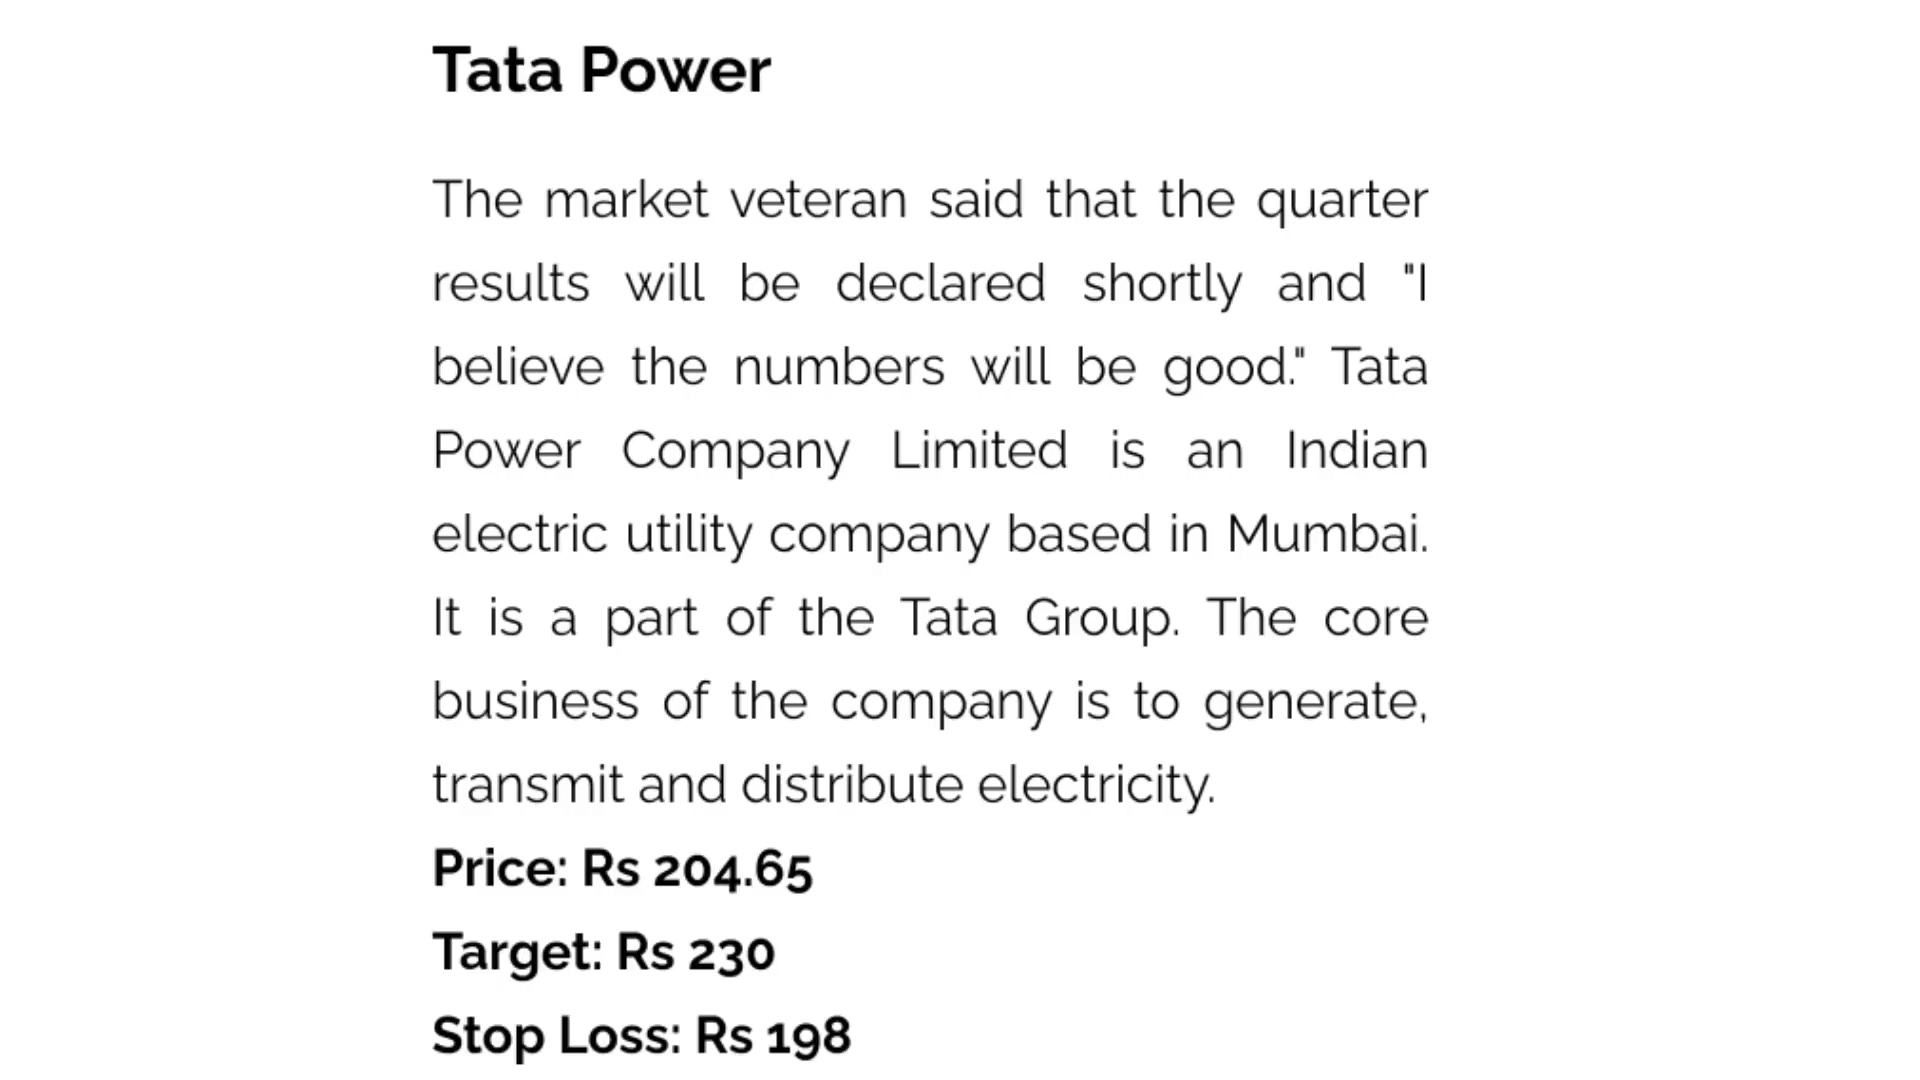 Tata Power
The market veteran said that the quarter
results will be declared shortly and "I
believe the numbers will be good." Tata
Power Company Limited is an Indian
electric utility company based in Mumbai.
It is a part of the Tata Group. The core
business of the company is to generate,
transmit and distribute electricity.
Price: Rs 204.65
Target: Rs 230
Stop Loss: Rs 198